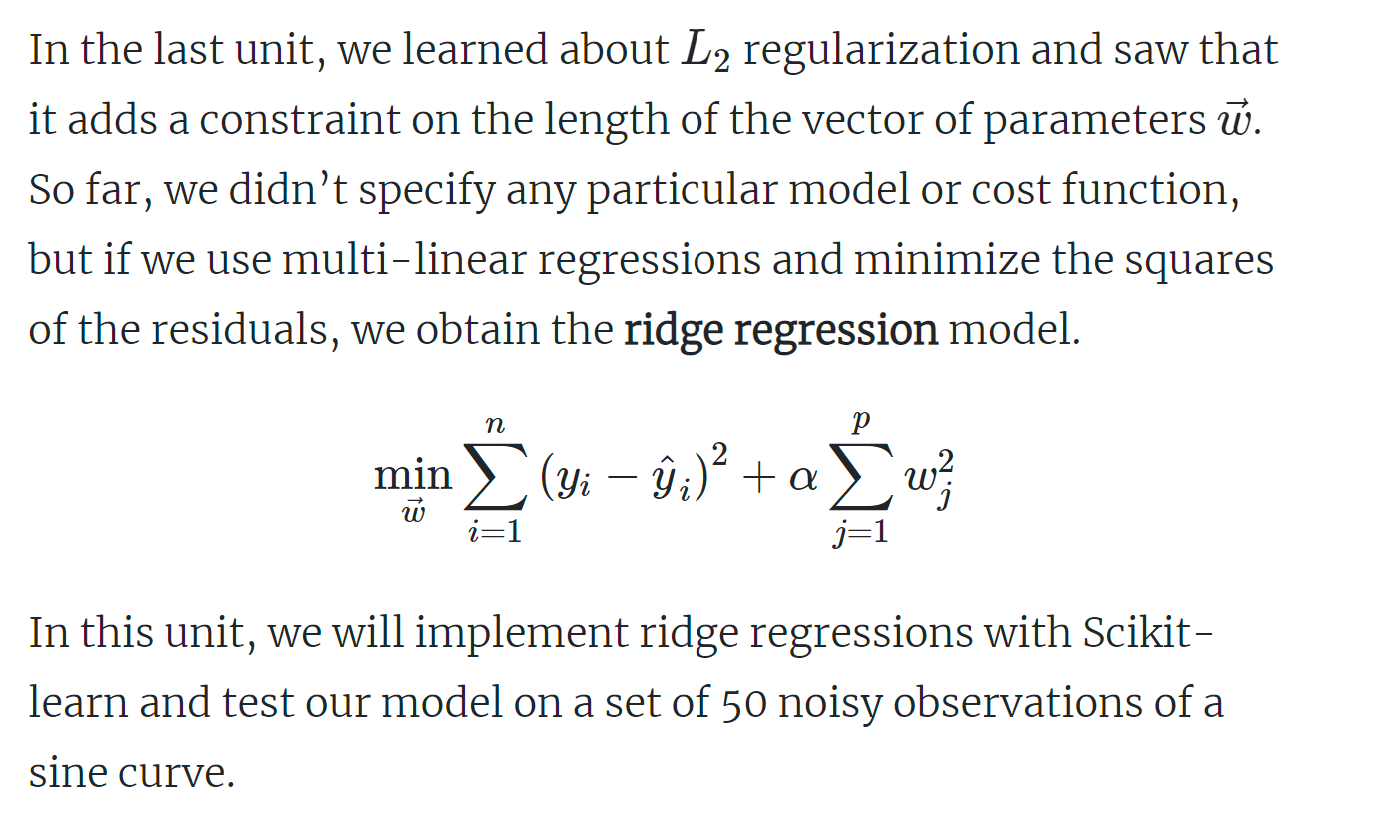 In the last unit, we learned about $L_2$ regularization and saw that
it adds a constraint on the length of the vector of parameters $\vec{w}$.
So far, we didn’t specify any particular model or cost function,
but if we use multi-linear regressions and minimize the squares
of the residuals, we obtain the ridge regression model.
$$\min_{\vec{w}} \sum_{i=1}^{n} (y_i - \hat{y}_i)^2 + \alpha \sum_{j=1}^{p} w_j^2$$
In this unit, we will implement ridge regressions with Scikit-
learn and test our model on a set of 50 noisy observations of a
sine curve.